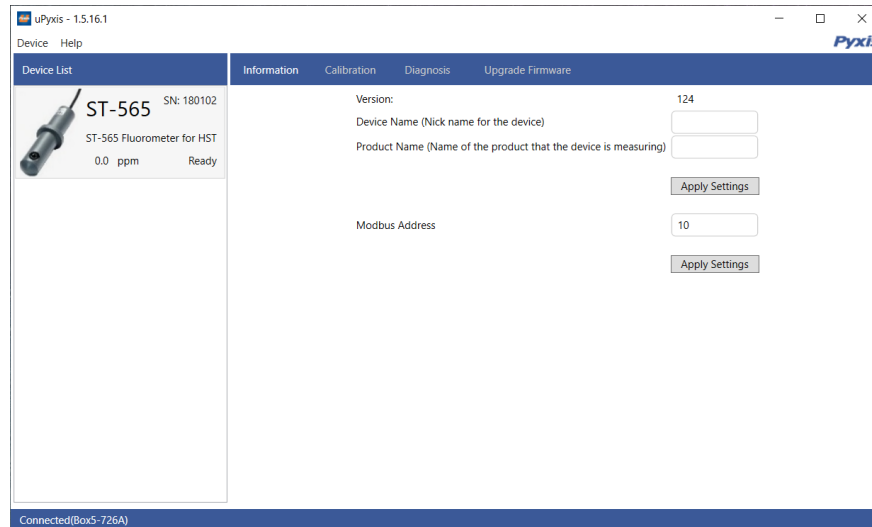 uPyxis - 1.5.16.1
Device Help
Device List
Information Calibration Diagnosis Upgrade Firmware
ST-565 SN: 180102
ST-565 Fluorometer for HST
0.0 ppm Ready
Version: 124
Device Name (Nick name for the device)
Product Name (Name of the product that the device is measuring)
Apply Settings
Modbus Address 10
Apply Settings
Connected(Box5-726A)